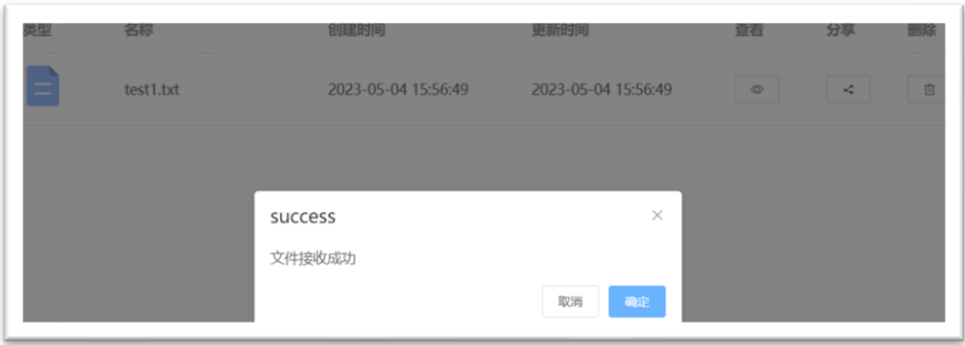 类型 名称 创建时间 更新时间 查看 分享 删除
test1.txt 2023-05-04 15:56:49 2023-05-04 15:56:49
success
文件接收成功
取消 确定